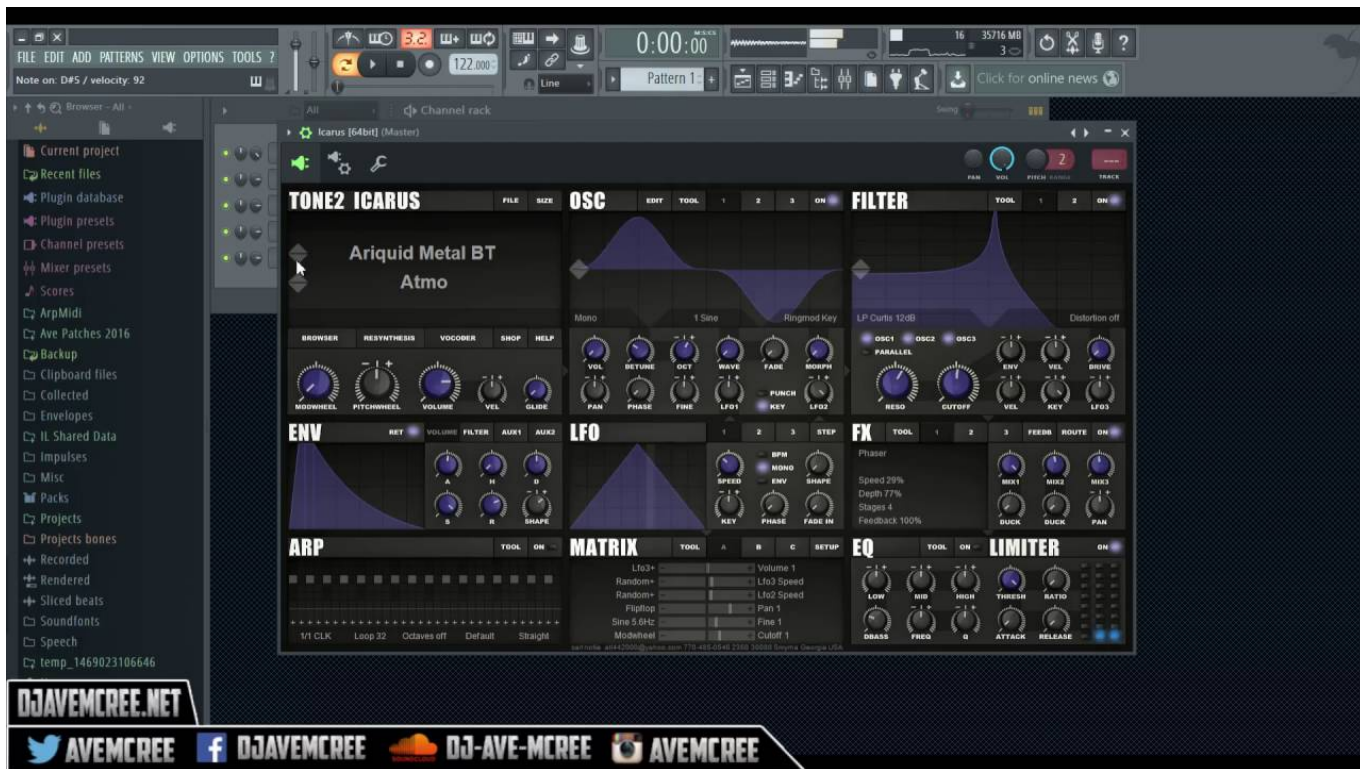 FILE EDIT ADD PATTERNS VIEW OPTIONS TOOLS ?
Note on: D#5 / velocity: 92
3.2.
122.000
Line
0:00:00
M:S:CS
Pattern 1
16 35716 MB
3
Click for online news
Browser - All
All
Channel rack
Swing
Current project
Recent files
Plugin database
Plugin presets
Channel presets
Mixer presets
Scores
ArpMidi
Ave Patches 2016
Backup
Clipboard files
Collected
Envelopes
IL Shared Data
Impulses
Misc
Packs
Projects
Projects bones
Recorded
Rendered
Sliced beats
Soundfonts
Speech
temp_1469023106646
Icarus [64bit] (Master)
PAN VOL PITCH RANGE 2 --- TRACK
TONE2 ICARUS FILE SIZE
Ariquid Metal BT
Atmo
BROWSER RESYNTHESIS VOCODER SHOP HELP
MODWHEEL PITCHWHEEL VOLUME VEL GLIDE
OSC EDIT TOOL 1 2 3 ON
Mono 1 Sine Ringmod Key
VOL DETUNE OCT WAVE FADE MORPH
PUNCH
PAN PHASE FINE LFO1 KEY LFO2
FILTER TOOL 1 2 ON
LP Curtis 12dB Distortion off
OSC1 OSC2 OSC3
PARALLEL
ENV VEL DRIVE
RESO CUTOFF VEL KEY LFO3
ENV RET VOLUME FILTER AUX1 AUX2
A H D
S R SHAPE
LFO 1 2 3 STEP
BPM
MONO
SPEED ENV SHAPE
KEY PHASE FADE IN
FX TOOL 1 2 3 FEEDB ROUTE ON
Phaser
Speed 29%
Depth 77%
Stages 4
Feedback 100%
MIX1 MIX2 MIX3
DUCK DUCK PAN
ARP TOOL ON
1/1 CLK Loop 32 Octaves off Default Straight
MATRIX TOOL A B C SETUP
Lfo3+ Volume 1
Random+ Lfo3 Speed
Random+ Lfo2 Speed
Flipflop Pan 1
Sine 5.6Hz Fine 1
Modwheel Cutoff 1
EQ TOOL ON LIMITER ON
LOW MID HIGH THRESH RATIO
DBASS FREQ Q ATTACK RELEASE
DJAVEMCREE.NET
AVEMCREE f DJAVEMCREE SOUNDCLOUD DJ-AVE-MCREE AVEMCREE